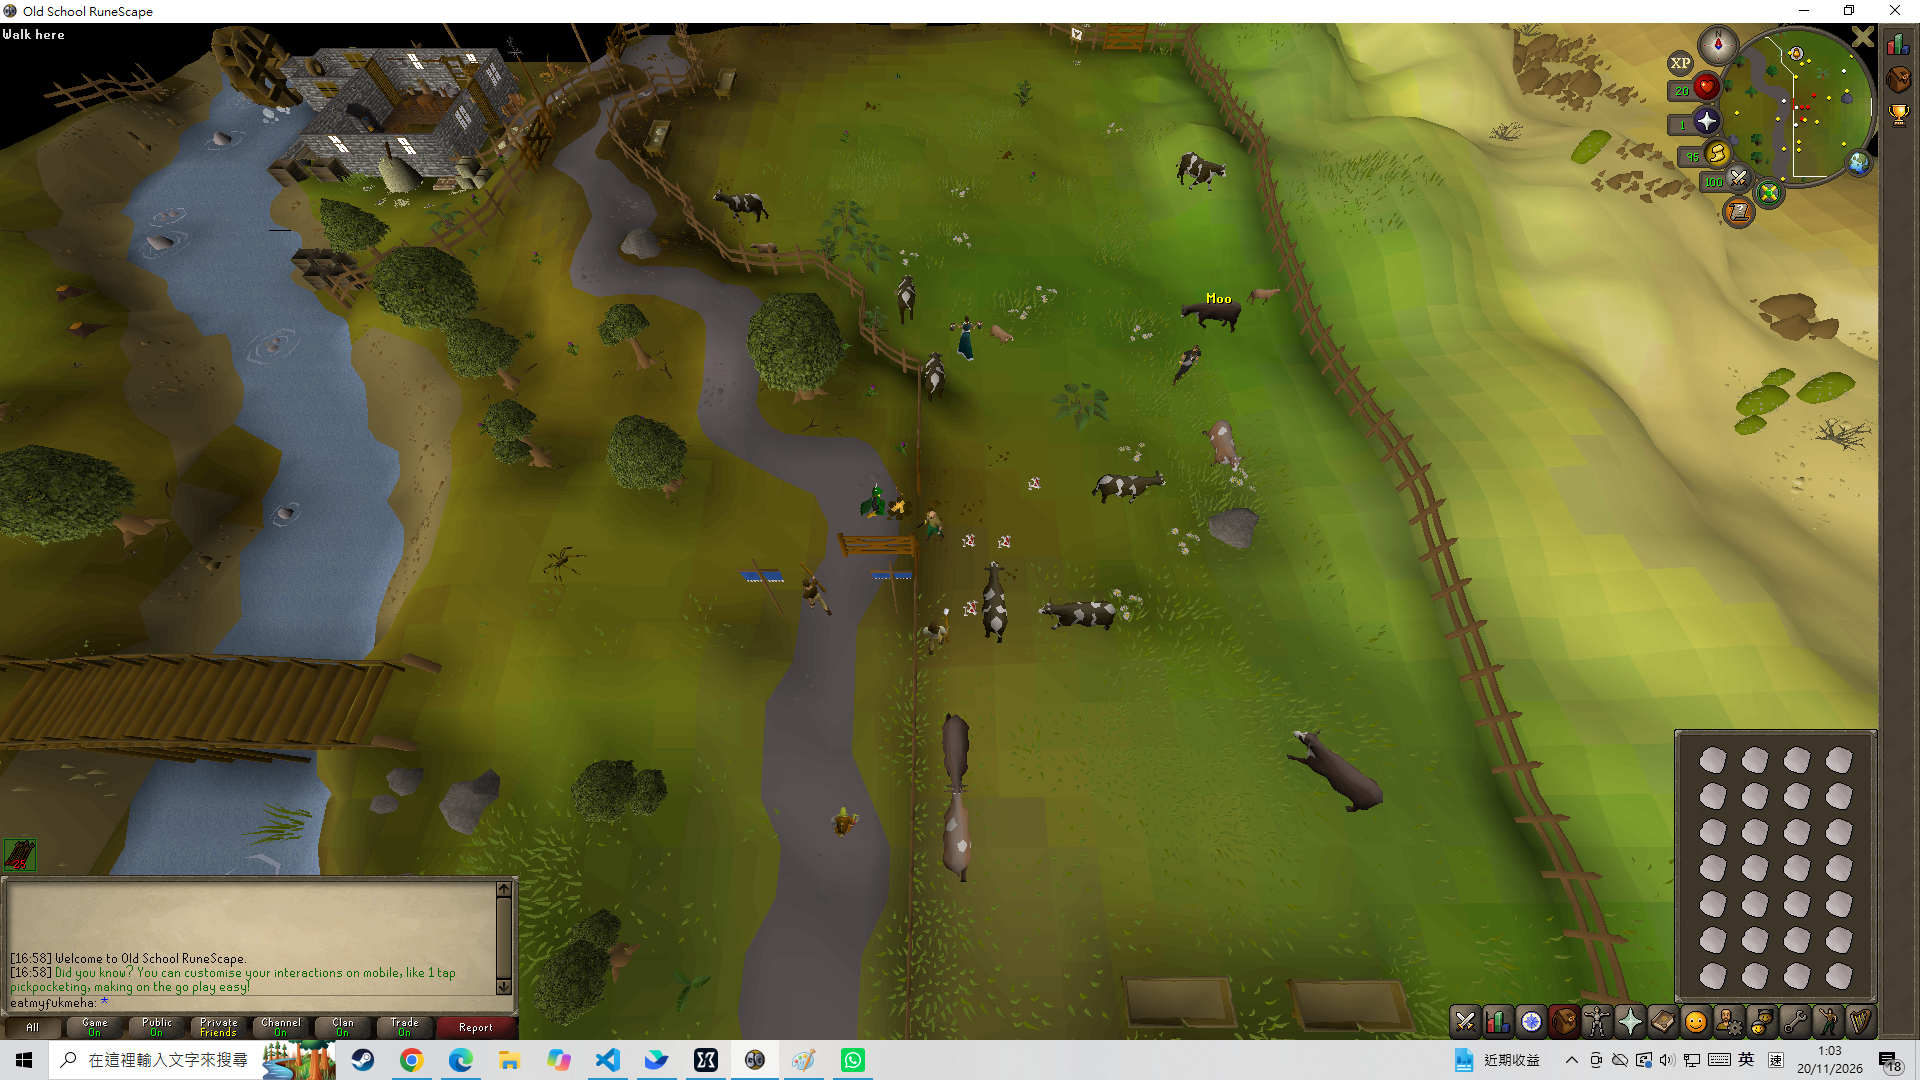 Old School RuneScape
Walk here
N
XP
20
1
95
100
Moo
25
[16:58] Welcome to Old School RuneScape.
[16:58] Did you know? You can customise your interactions on mobile, like 1 tap
pickpocketing, making on the go play easy!
eatmyfukmeha: *
All
Game
On
Public
On
Private
Friends
Channel
On
Clan
On
Trade
On
Report
在這裡輸入文字來搜尋
近期收益
英
速
1:03
20/11/2026
18